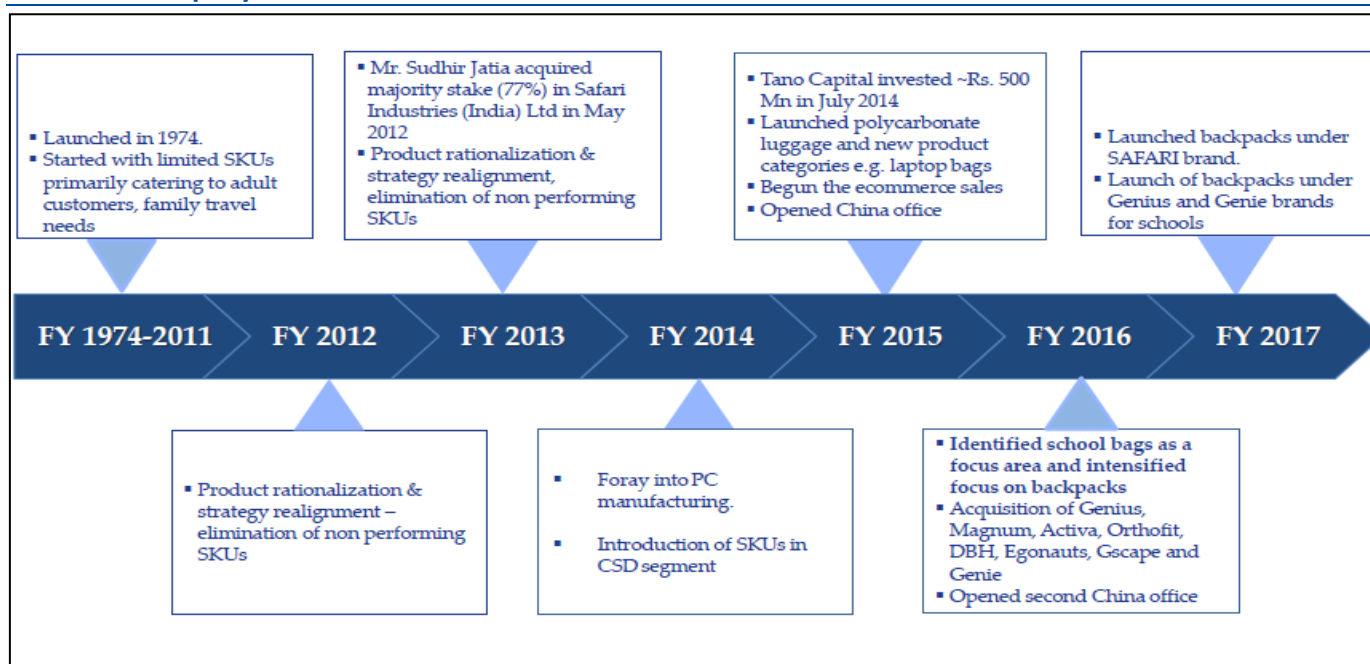 ▪ Launched in 1974.
▪ Started with limited SKUs
primarily catering to adult
customers, family travel
needs
▪ Mr. Sudhir Jatia acquired
majority stake (77%) in Safari
Industries (India) Ltd in May
2012
▪ Product rationalization &
strategy realignment,
elimination of non performing
SKUs
▪ Tano Capital invested ~Rs. 500
Mn in July 2014
▪ Launched polycarbonate
luggage and new product
categories e.g. laptop bags
▪ Begun the ecommerce sales
▪ Opened China office
▪ Launched backpacks under
SAFARI brand.
▪ Launch of backpacks under
Genius and Genie brands
for schools
FY 1974-2011
FY 2012
FY 2013
FY 2014
FY 2015
FY 2016
FY 2017
▪ Product rationalization &
strategy realignment –
elimination of non performing
SKUs
▪ Foray into PC
manufacturing.
▪ Introduction of SKUs in
CSD segment
▪ Identified school bags as a
focus area and intensified
focus on backpacks
▪ Acquisition of Genius,
Magnum, Activa, Orthofit,
DBH, Egonauts, Gscape and
Genie
▪ Opened second China office